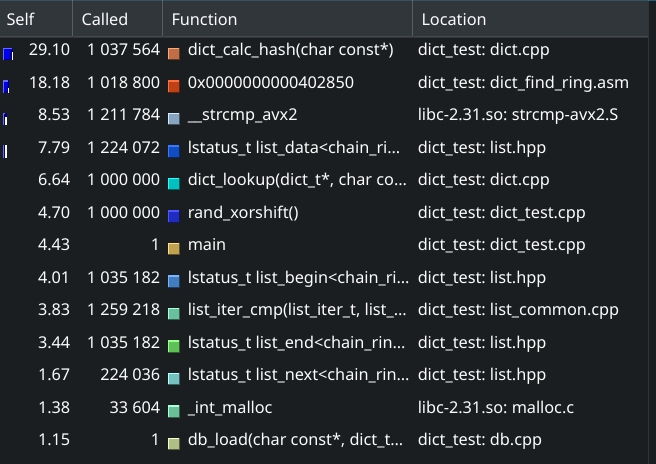 Self Called Function Location
29.10 1 037 564 dict_calc_hash(char const*) dict_test: dict.cpp
18.18 1 018 800 0x0000000000402850 dict_test: dict_find_ring.asm
8.53 1 211 784 __strcmp_avx2 libc-2.31.so: strcmp-avx2.S
7.79 1 224 072 lstatus_t list_data<chain_ri... dict_test: list.hpp
6.64 1 000 000 dict_lookup(dict_t*, char co... dict_test: dict.cpp
4.70 1 000 000 rand_xorshift() dict_test: dict_test.cpp
4.43 1 main dict_test: dict_test.cpp
4.01 1 035 182 lstatus_t list_begin<chain_ri... dict_test: list.hpp
3.83 1 259 218 list_iter_cmp(list_iter_t, list_... dict_test: list_common.cpp
3.44 1 035 182 lstatus_t list_end<chain_rin... dict_test: list.hpp
1.67 224 036 lstatus_t list_next<chain_rin... dict_test: list.hpp
1.38 33 604 _int_malloc libc-2.31.so: malloc.c
1.15 1 db_load(char const*, dict_t... dict_test: db.cpp